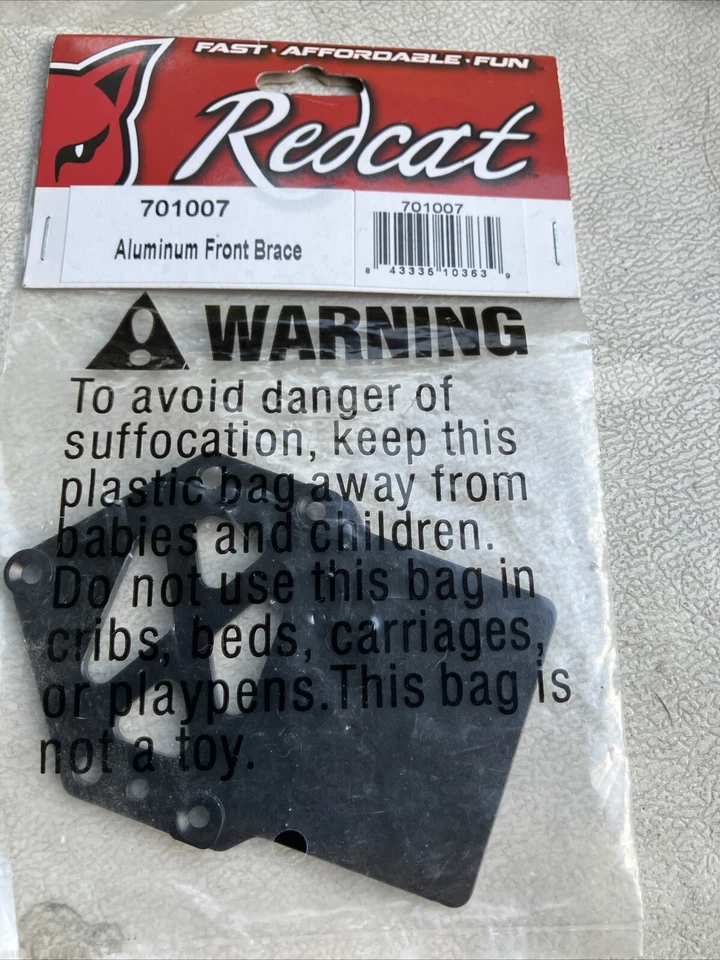 FAST · AFFORDABLE · FUN
Redcat
701007
Aluminum Front Brace
701007
8 43335 10363 9
WARNING
To avoid danger of
suffocation, keep this
plastic bag away from
babies and children.
Do not use this bag in
cribs, beds, carriages,
or playpens.This bag is
not a toy.